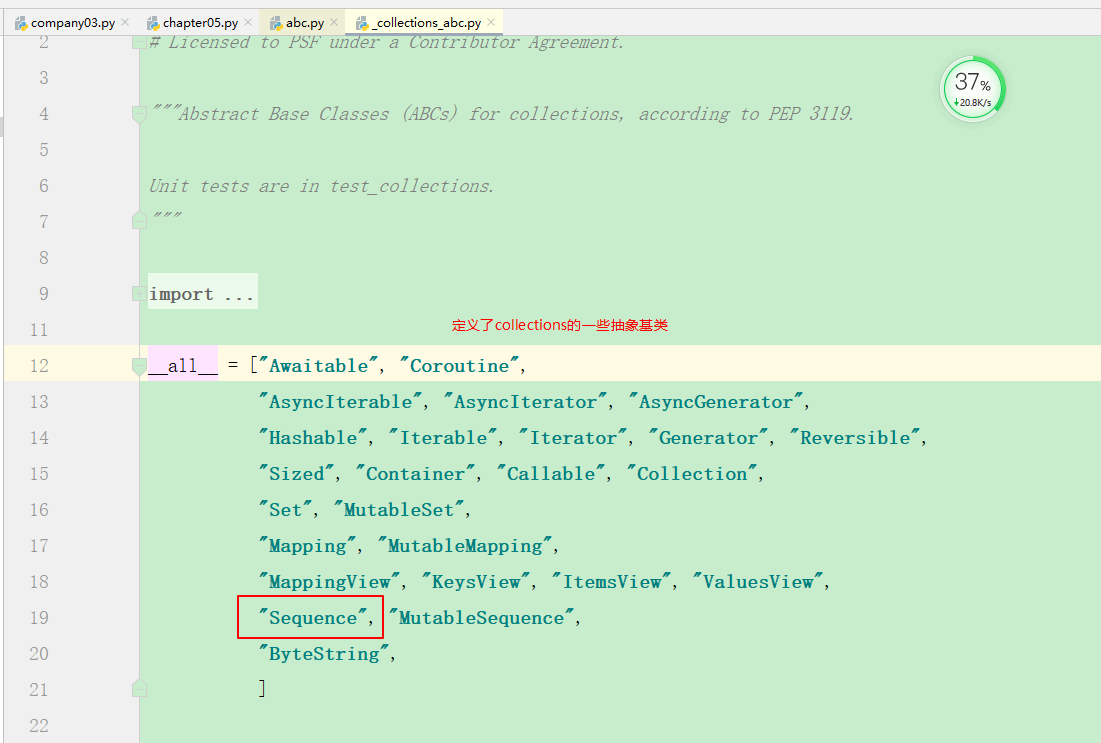 company03.py × chapter05.py × abc.py × _collections_abc.py ×
2 # Licensed to PSF under a Contributor Agreement.
3
37%
↓20.8K/s
4 """Abstract Base Classes (ABCs) for collections, according to PEP 3119.
5
6 Unit tests are in test_collections.
7 """
8
9 import ...
11
定义了collections的一些抽象基类
12 __all__ = ["Awaitable", "Coroutine",
13 "AsyncIterable", "AsyncIterator", "AsyncGenerator",
14 "Hashable", "Iterable", "Iterator", "Generator", "Reversible",
15 "Sized", "Container", "Callable", "Collection",
16 "Set", "MutableSet",
17 "Mapping", "MutableMapping",
18 "MappingView", "KeysView", "ItemsView", "ValuesView",
19 "Sequence", "MutableSequence",
20 "ByteString",
21 ]
22